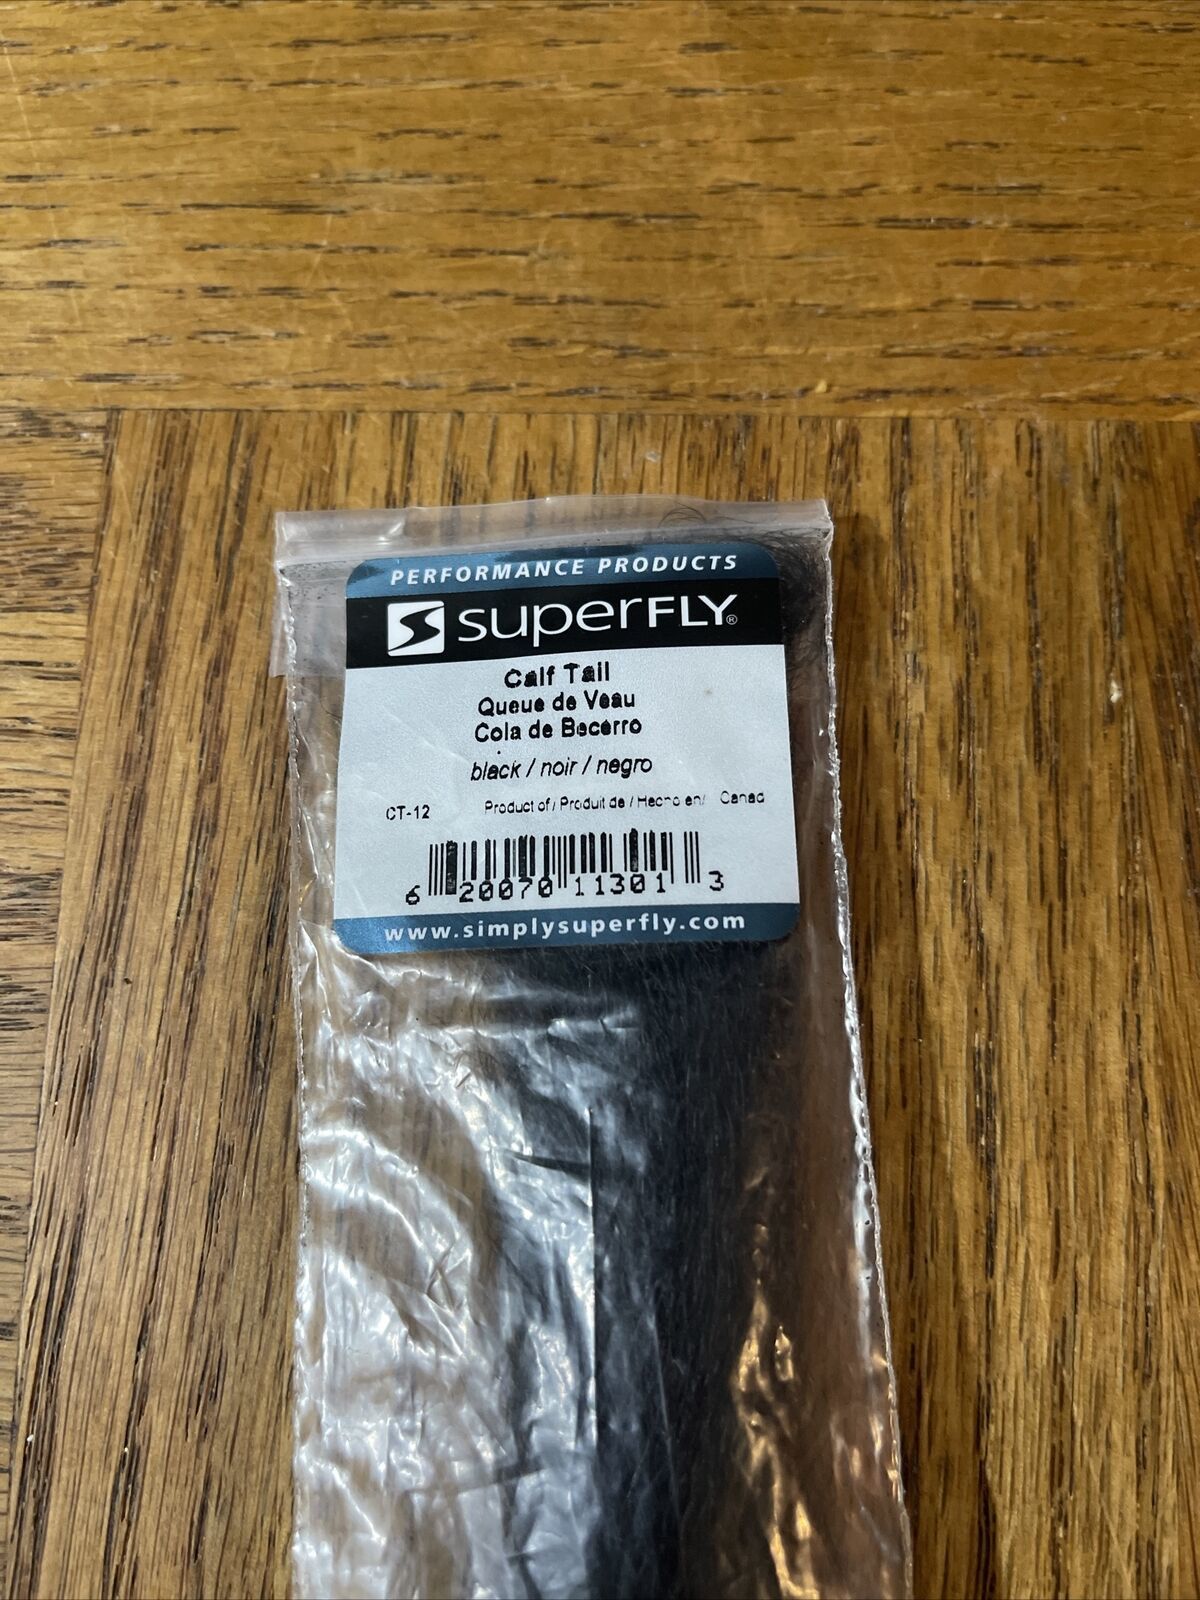 PERFORMANCE PRODUCTS
superFLY®
Calf Tail
Queue de Veau
Cola de Becerro
black / noir / negro
CT-12 Product of / Produit de / Hecho en/ Canad
6 20070 11301 3
www.simplysuperfly.com